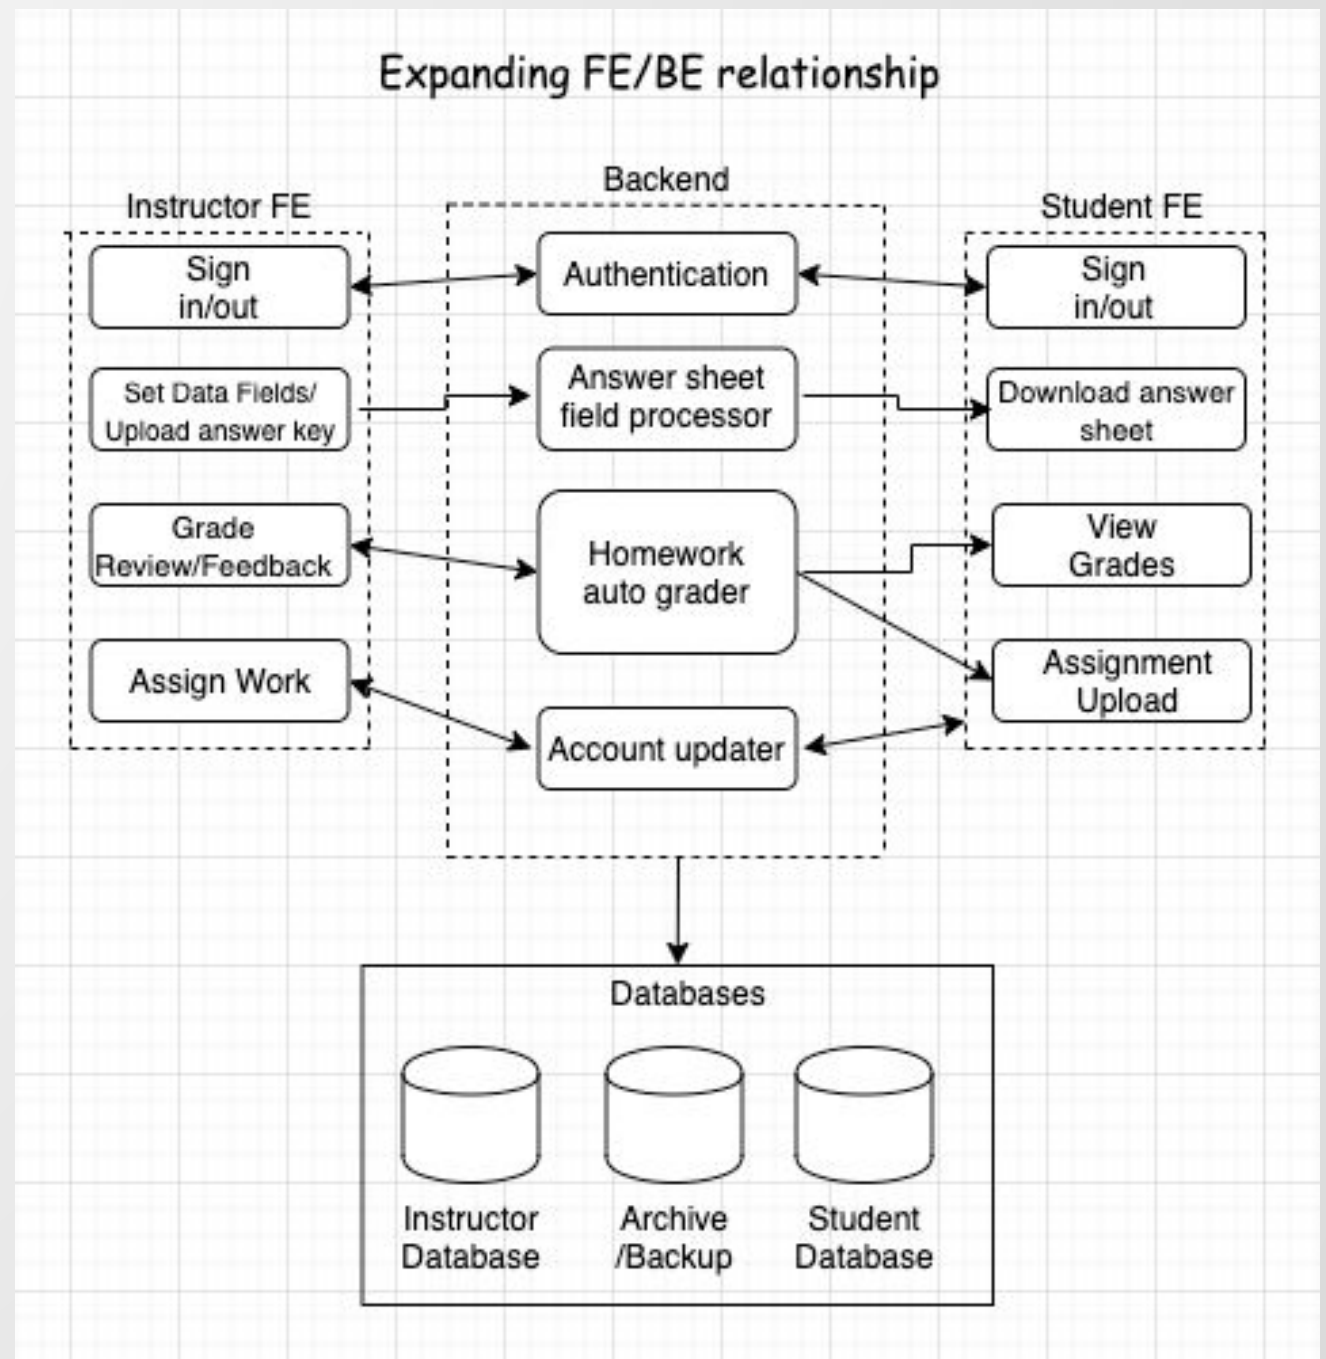 Expanding FE/BE relationship
Instructor FE
Sign
in/out
Set Data Fields/
Upload answer key
Grade
Review/Feedback
Assign Work
Backend
Authentication
Answer sheet
field processor
Homework
auto grader
Account updater
Student FE
Sign
in/out
Download answer
sheet
View
Grades
Assignment
Upload
Databases
Instructor
Database
Archive
/Backup
Student
Database